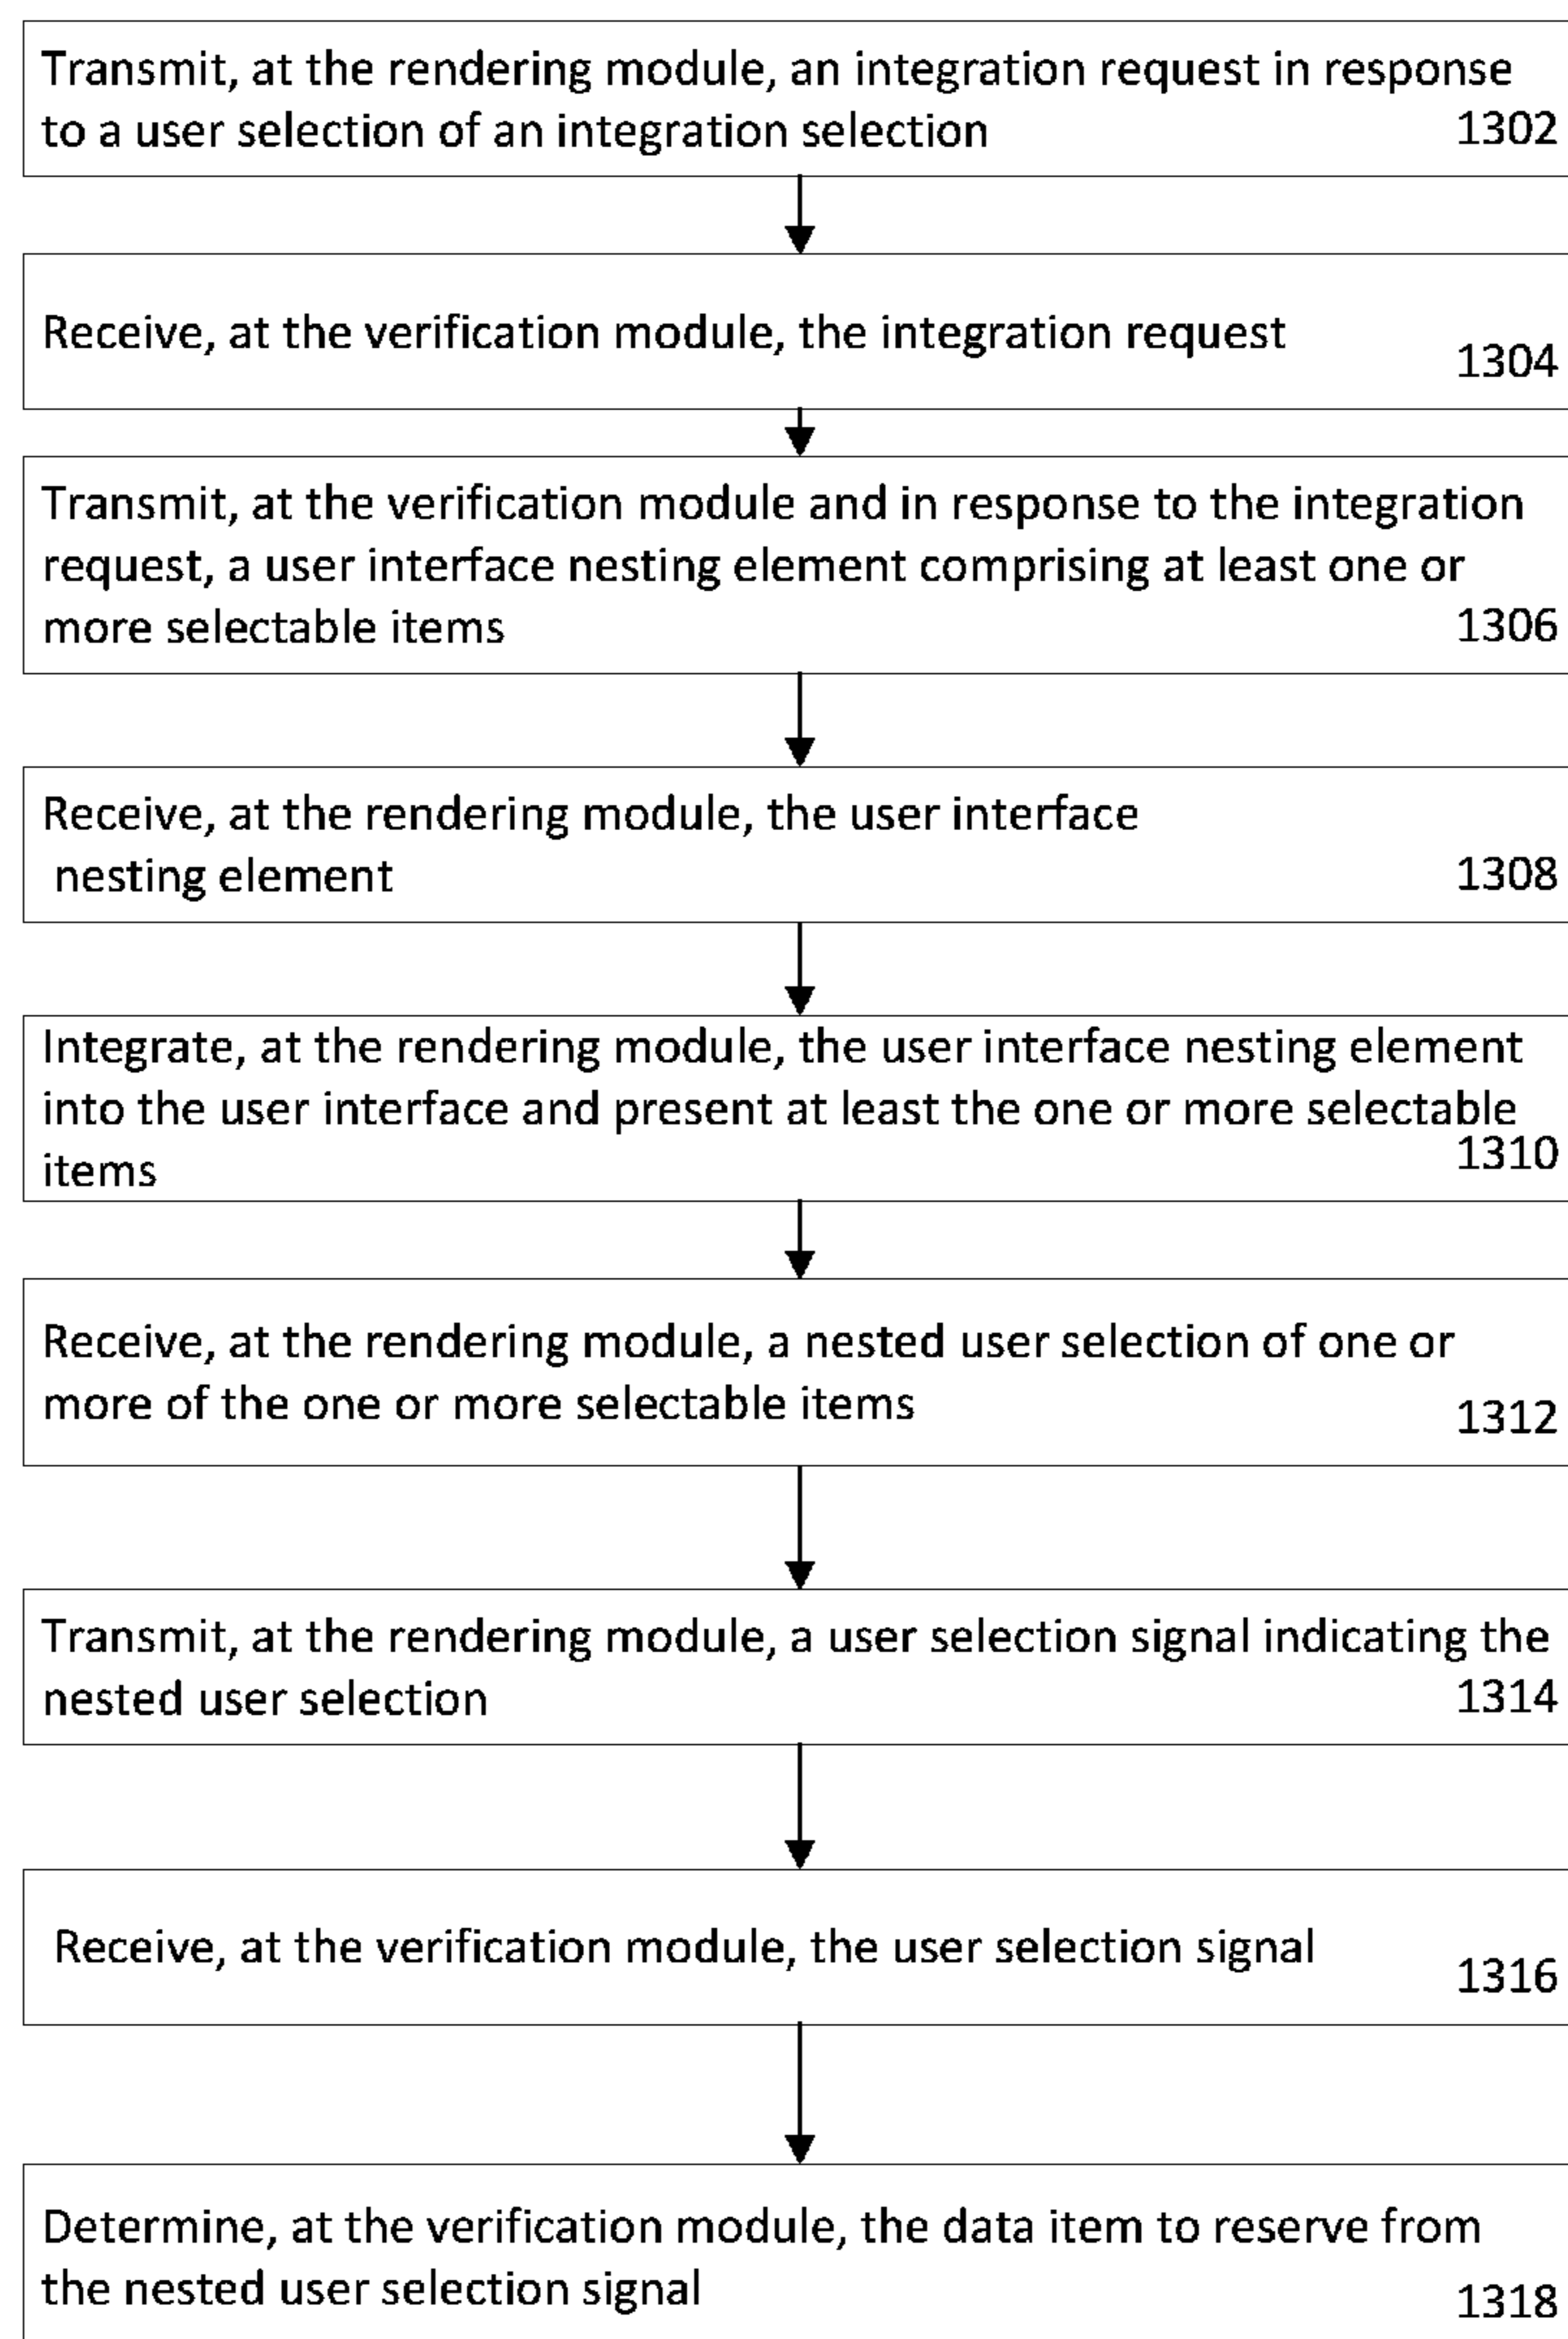 Transmit, at the rendering module, an integration request in response
to a user selection of an integration selection
1302
Receive, at the verification module, the integration request
1304
Transmit, at the verification module and in response to the integration
request, a user interface nesting element comprising at least one or
more selectable items
1306
Receive, at the rendering module, the user interface
nesting element
1308
Integrate, at the rendering module, the user interface nesting element
into the user interface and present at least the one or more selectable
items
1310
Receive, at the rendering module, a nested user selection of one or
more of the one or more selectable items
1312
Transmit, at the rendering module, a user selection signal indicating the
nested user selection
1314
Receive, at the verification module, the user selection signal
1316
Determine, at the verification module, the data item to reserve from
the nested user selection signal
1318